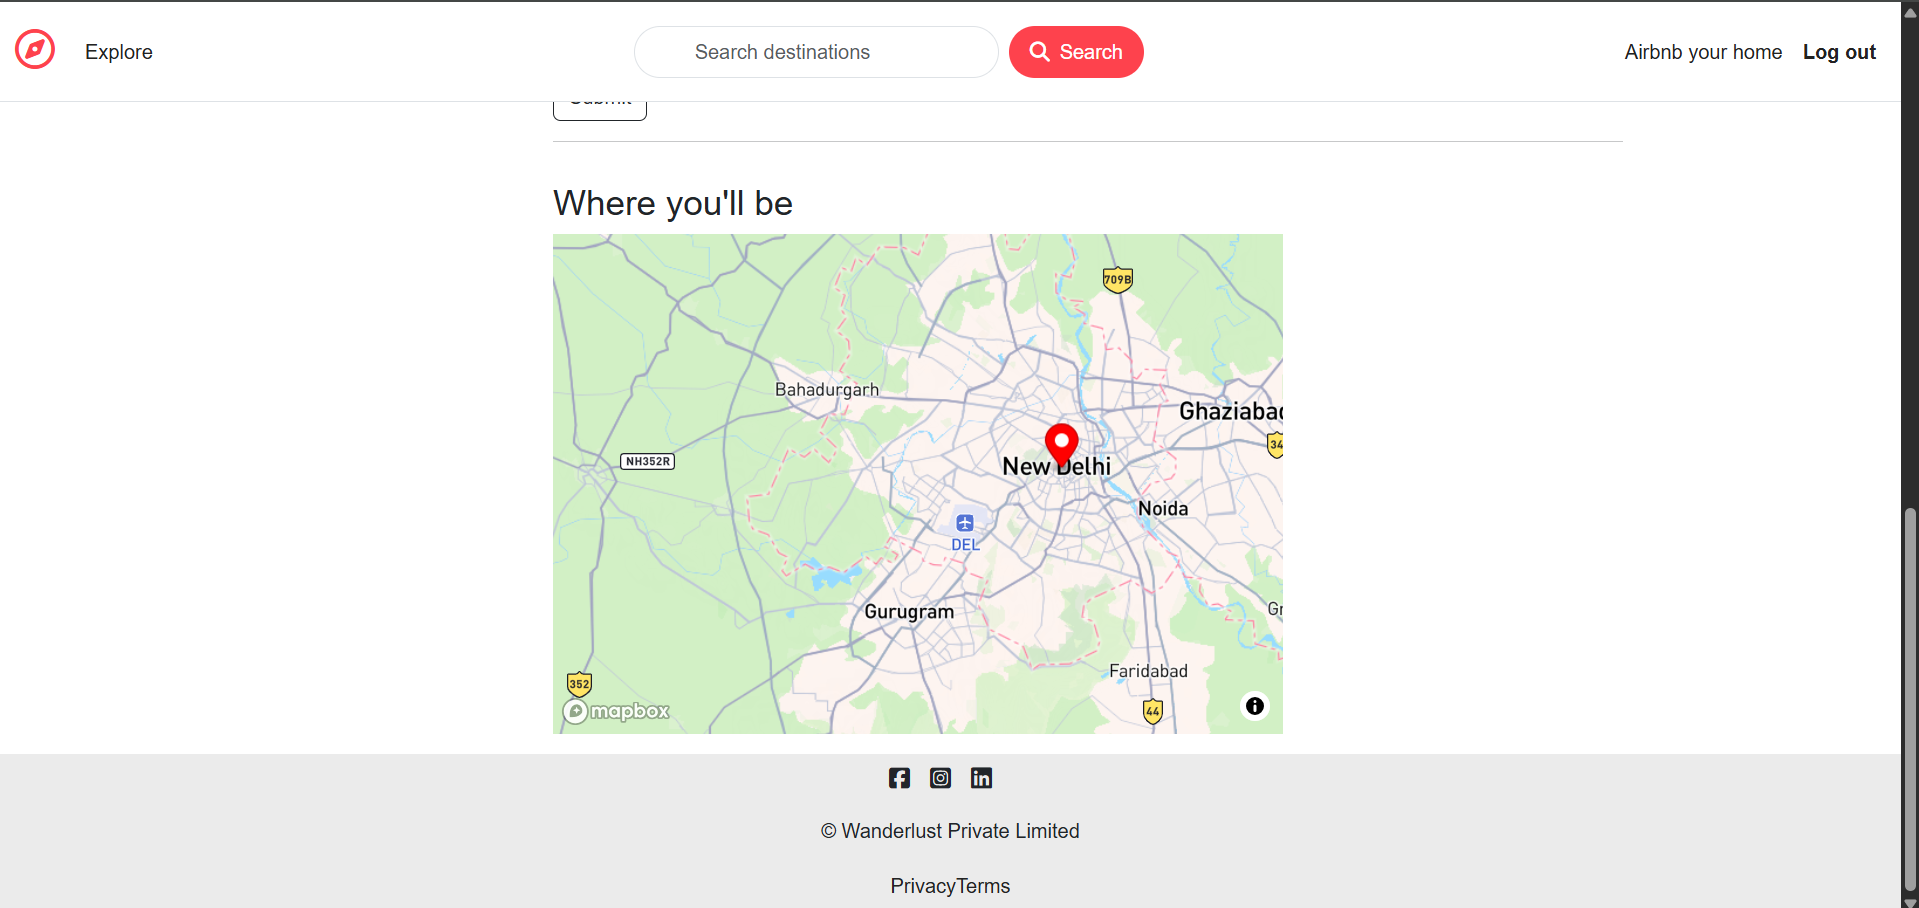 Explore
Search destinations
Search
Airbnb your home
Log out
Submit
Where you'll be
709B
Bahadurgarh
Ghaziabad
34
NH352R
New Delhi
Noida
DEL
Gurugram
Gr
Faridabad
352
mapbox
44
© Wanderlust Private Limited
PrivacyTerms